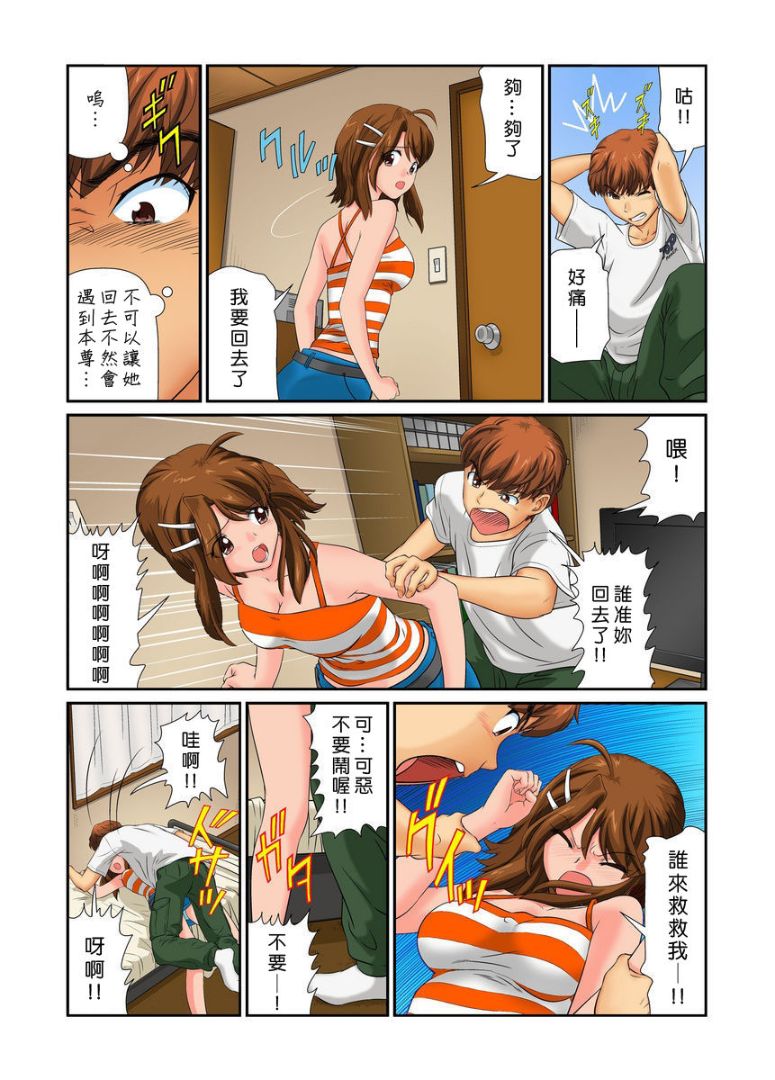 咕!!
ズキ
ズキ
好痛—
夠…夠了
クルッ
我要回去了
ギク
嗚…
不可以讓她
回去不然會
遇到本尊…
喂！
誰准妳
回去了!!
呀啊啊啊啊啊啊
グイッ
誰來救救我—!!
可…可惡
不要鬧喔!!
ガタ
不要—！
哇啊!!
ズサッ
呀啊!!